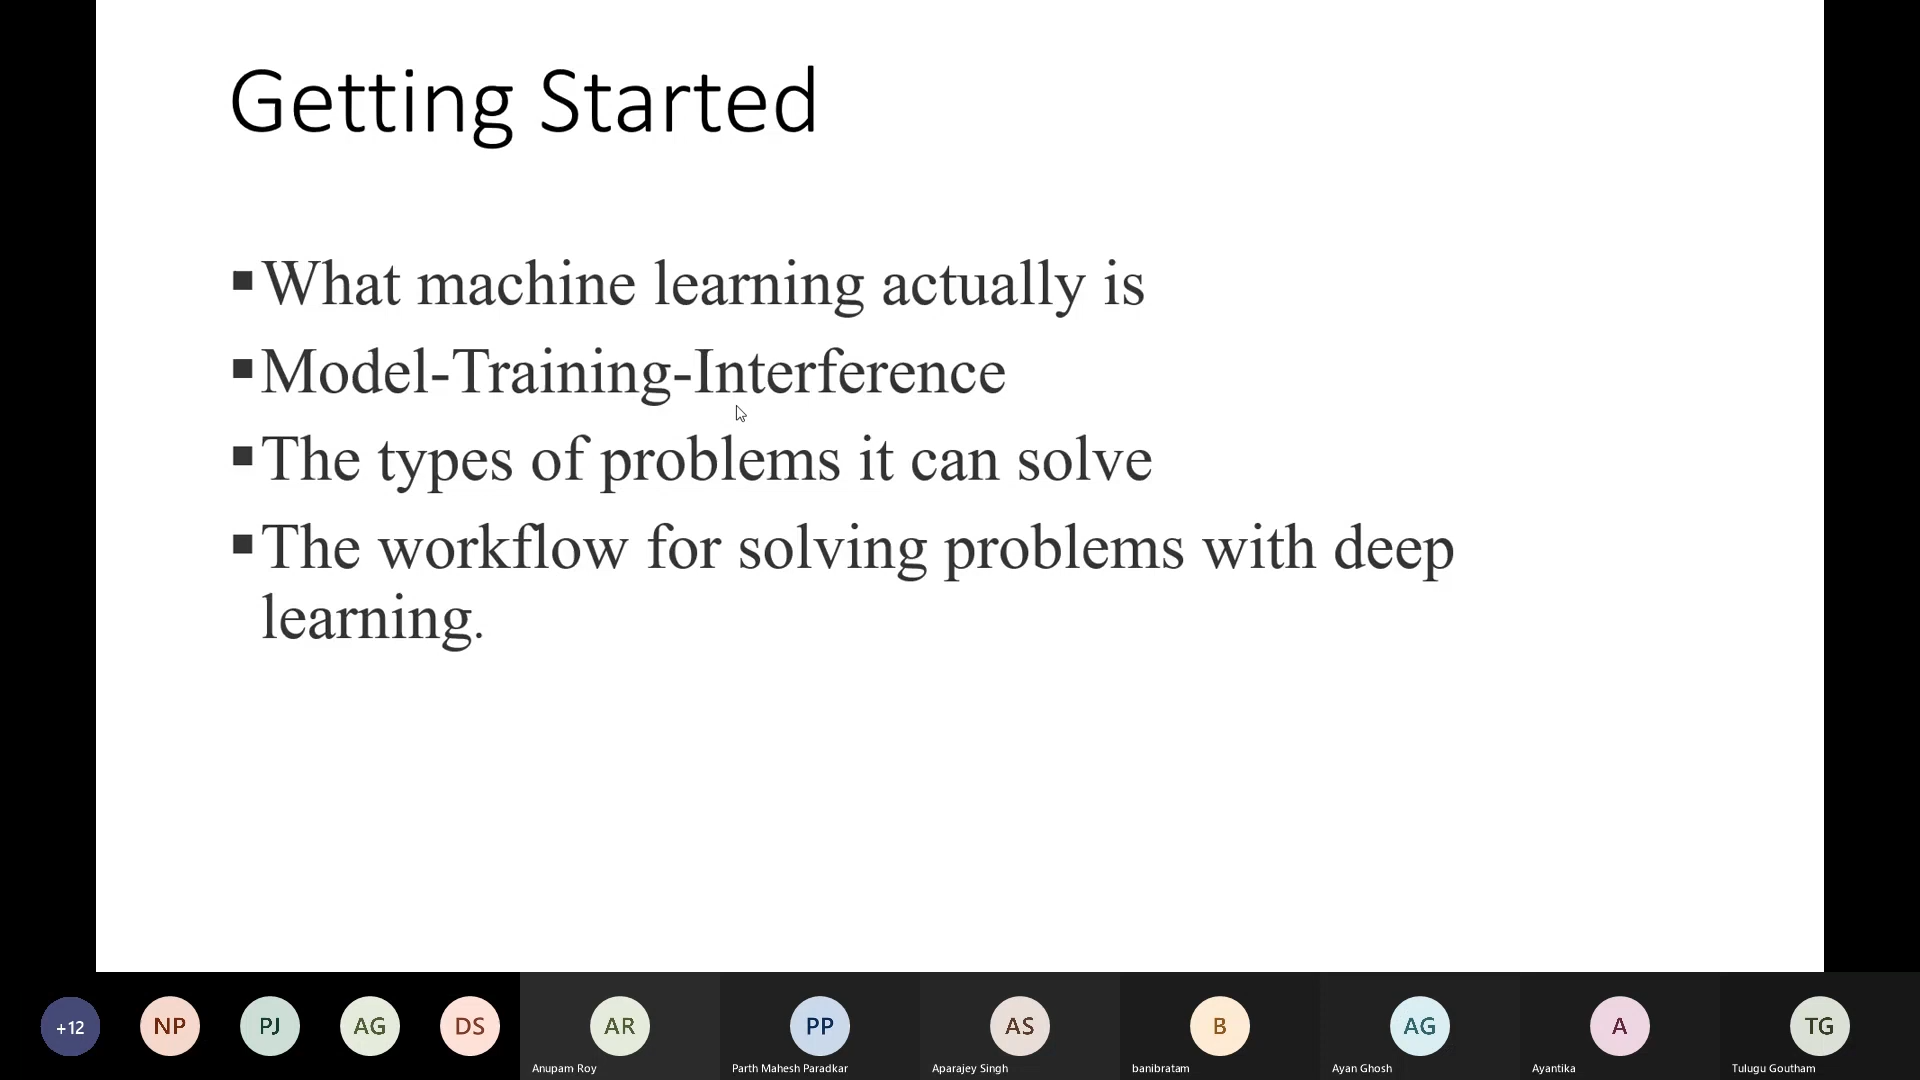 Getting Started
▪What machine learning actually is
▪Model-Training-Interference
▪The types of problems it can solve
▪The workflow for solving problems with deep
learning.
+12 NP PJ AG DS AR PP AS B AG A TG
Anupam Roy Parth Mahesh Paradkar Aparajey Singh banibratam Ayan Ghosh Ayantika Tulugu Goutham